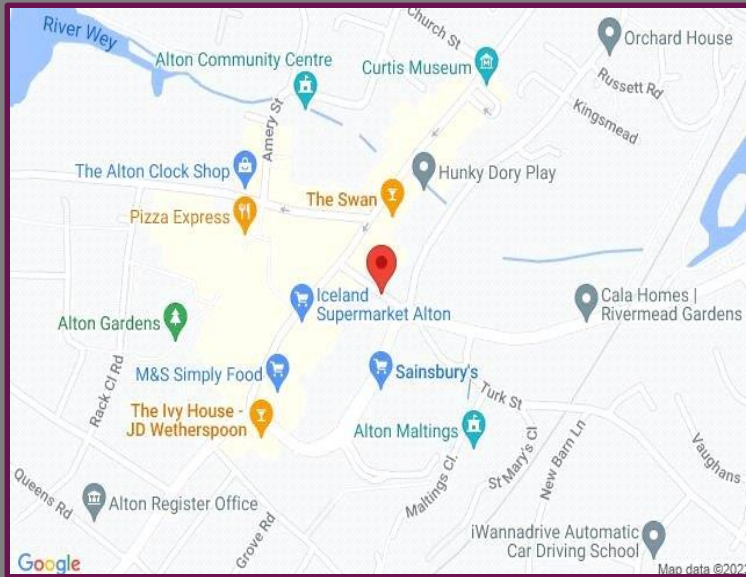 River Wey
Church St
Alton Community Centre
Curtis Museum
Orchard House
Russett Rd
Kingsmead
Amery St
The Alton Clock Shop
Hunky Dory Play
The Swan
Pizza Express
Iceland
Supermarket Alton
Cala Homes |
Rivermead Gardens
Alton Gardens
Rack Cl Rd
M&S Simply Food
Sainsbury's
Turk St
The Ivy House -
JD Wetherspoon
Alton Maltings
Maltings Cl.
St Mary's Cl
New Barn Ln
Vaughans
Queens Rd
Alton Register Office
Grove Rd
iWannadrive Automatic
Car Driving School
Google
Map data ©2022